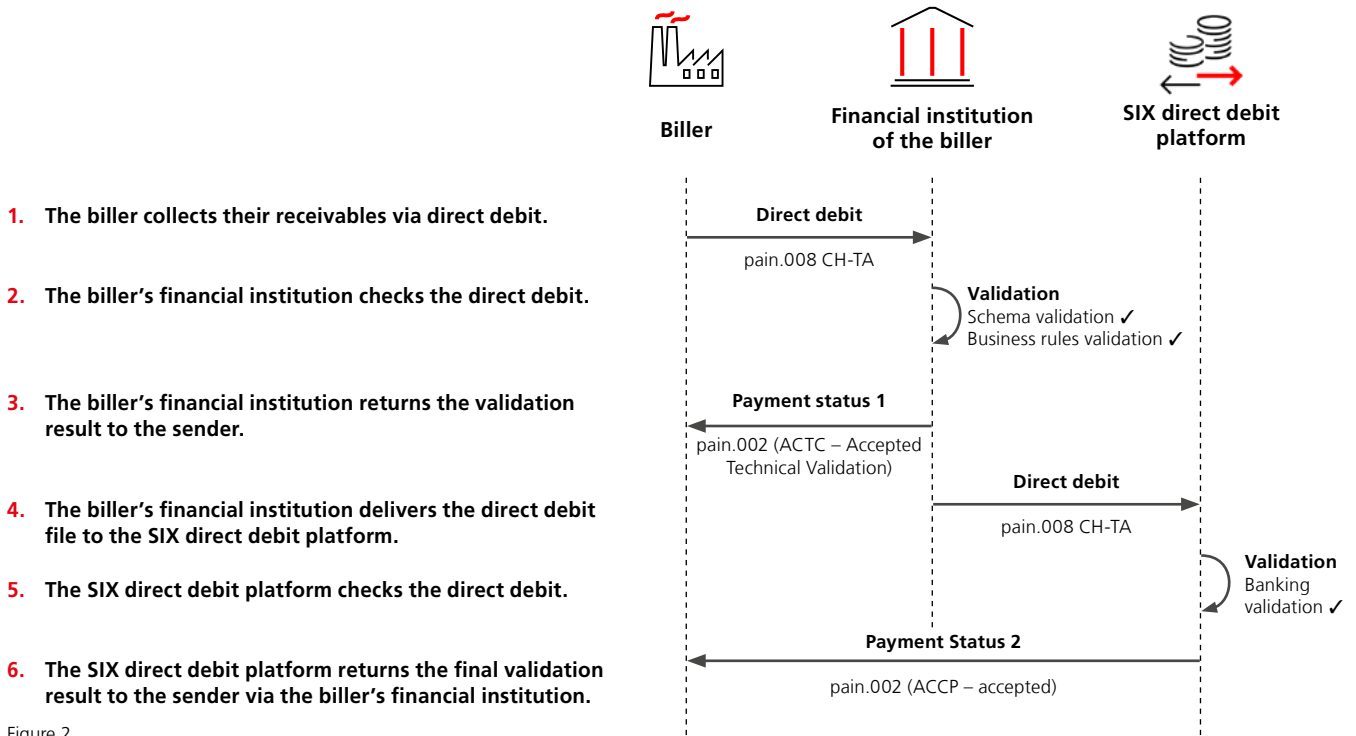 Biller
Financial institution
of the biller
SIX direct debit
platform
1. The biller collects their receivables via direct debit.
Direct debit
pain.008 CH-TA
2. The biller’s financial institution checks the direct debit.
Validation
Schema validation ✓
Business rules validation ✓
3. The biller’s financial institution returns the validation
result to the sender.
Payment status 1
pain.002 (ACTC – Accepted
Technical Validation)
4. The biller’s financial institution delivers the direct debit
file to the SIX direct debit platform.
Direct debit
pain.008 CH-TA
5. The SIX direct debit platform checks the direct debit.
Validation
Banking
validation ✓
6. The SIX direct debit platform returns the final validation
result to the sender via the biller’s financial institution.
Payment Status 2
pain.002 (ACCP – accepted)
Figure 2